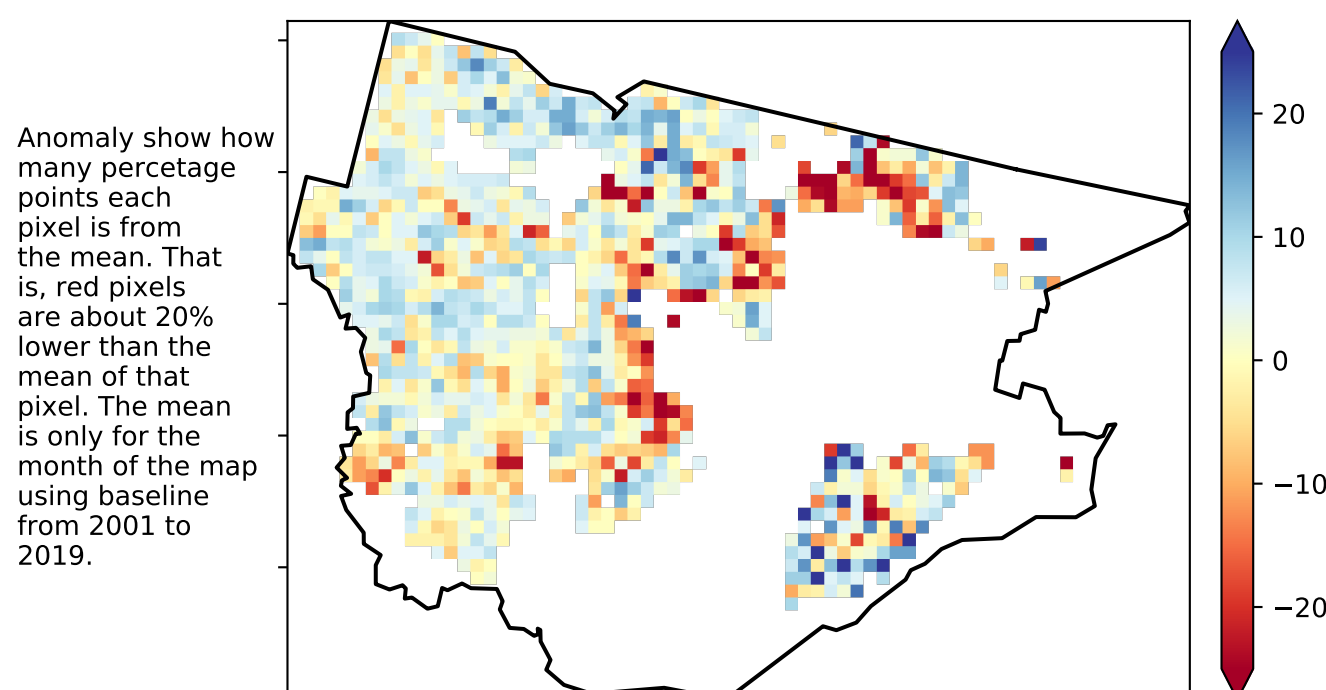 Anomaly show how
many percetage
points each
pixel is from
the mean. That
is, red pixels
are about 20%
lower than the
mean of that
pixel. The mean
is only for the
month of the map
using baseline
from 2001 to
2019.
20
10
0
−10
−20